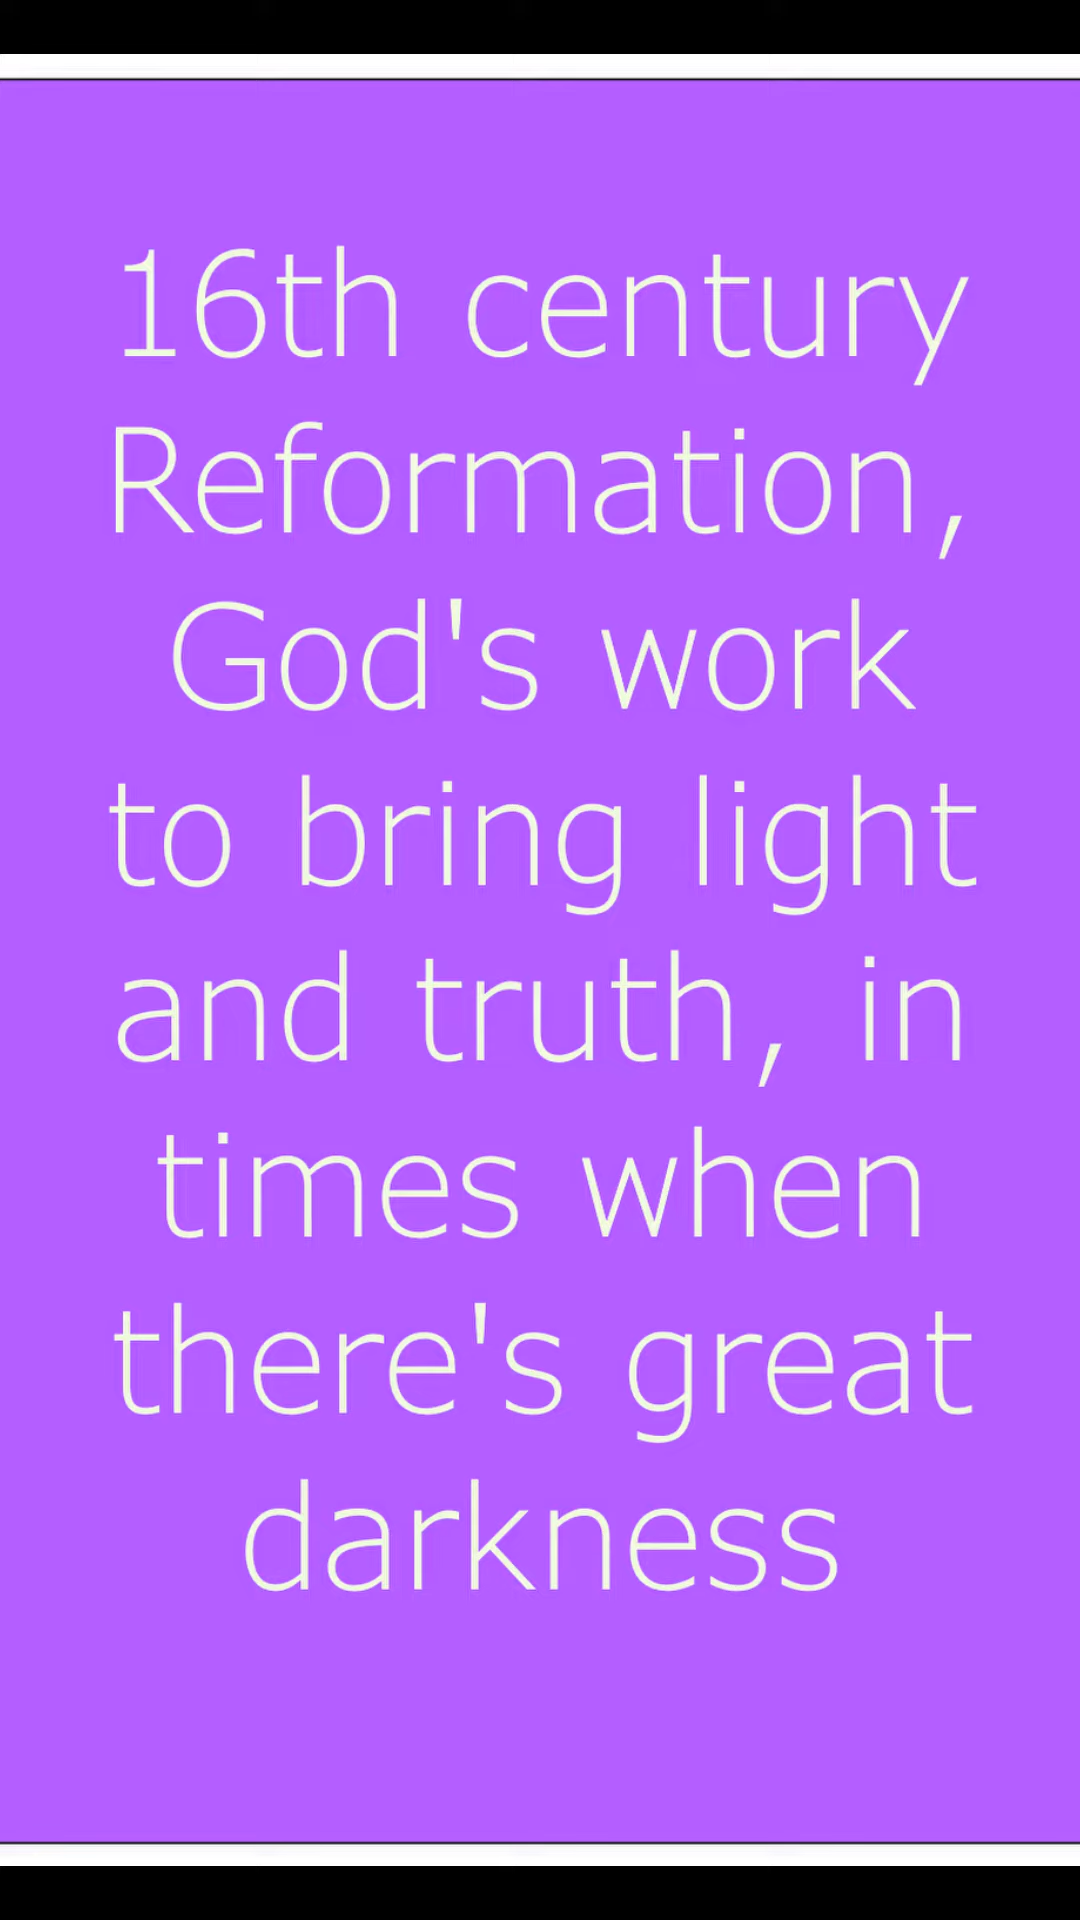 16th century
Reformation,
God's work
to bring light
and truth, in
times when
there's great
darkness